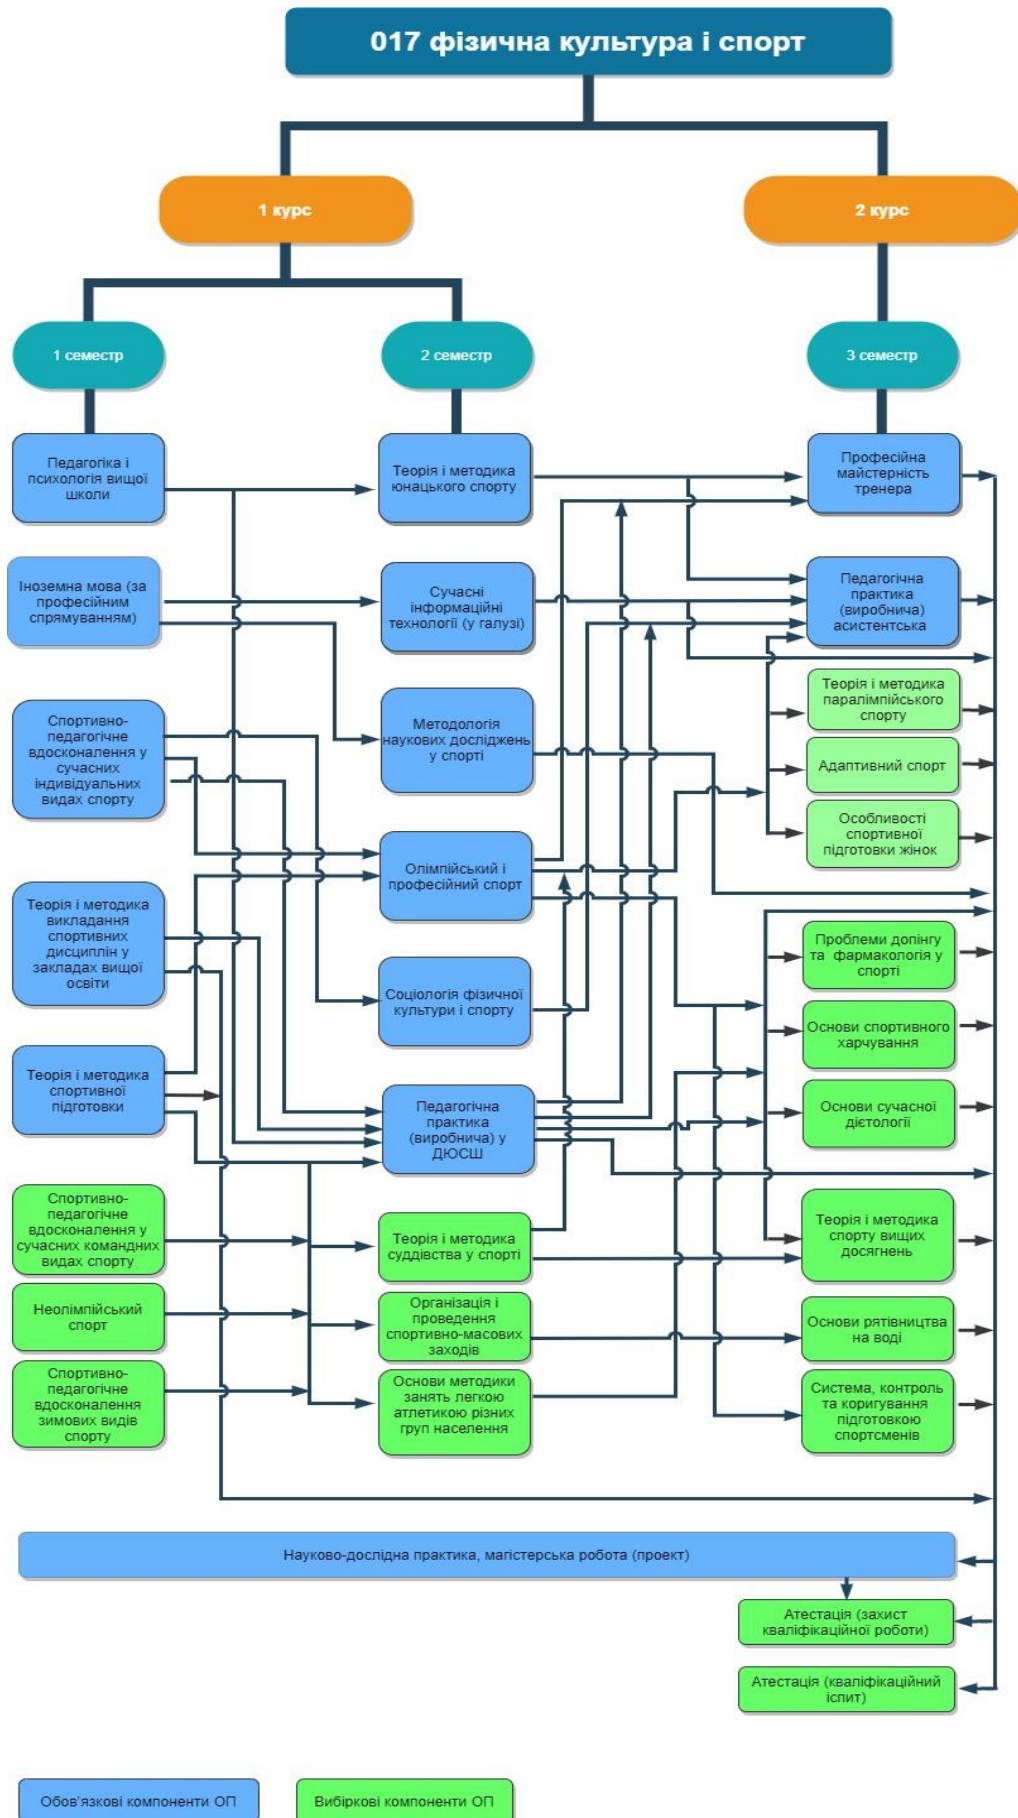 017 фізична культура і спорт
1 курс
2 курс
1 семестр
2 семестр
3 семестр
Педагогіка і
психологія вищої
школи
Теорія і методика
юнацького спорту
Професійна
майстерність
тренера
Іноземна мова (за
професійним
спрямуванням)
Сучасні
інформаційні
технології (у галузі)
Педагогічна
практика
(виробнича)
асистентська
Спортивно-
педагогічне
вдосконалення у
сучасних
індивідуальних
видах спорту
Методологія
наукових досліджень
у спорті
Теорія і методика
паралімпійського
спорту
Адаптивний спорт
Особливості
спортивної
підготовки жінок
Теорія і методика
викладання
спортивних
дисциплін у
закладах вищої
освіти
Олімпійський і
професійний спорт
Проблеми допінгу
та фармакологія у
спорті
Соціологія фізичної
культури і спорту
Основи спортивного
харчування
Теорія і методика
спортивної
підготовки
Педагогічна
практика
(виробнича) у
ДЮСШ
Основи сучасної
дієтології
Спортивно-
педагогічне
вдосконалення у
сучасних командних
видах спорту
Теорія і методика
суддівства у спорті
Теорія і методика
спорту вищих
досягнень
Неолімпійський
спорт
Організація і
проведення
спортивно-масових
заходів
Основи рятівництва
на воді
Спортивно-
педагогічне
вдосконалення
зимових видів
спорту
Основи методики
занять легкою
атлетикою різних
груп населення
Система, контроль
та коригування
підготовкою
спортсменів
Науково-дослідна практика, магістерська робота (проект)
Атестація (захист
кваліфікаційної роботи)
Атестація (кваліфікаційний
іспит)
Обов'язкові компоненти ОП
Вибіркові компоненти ОП